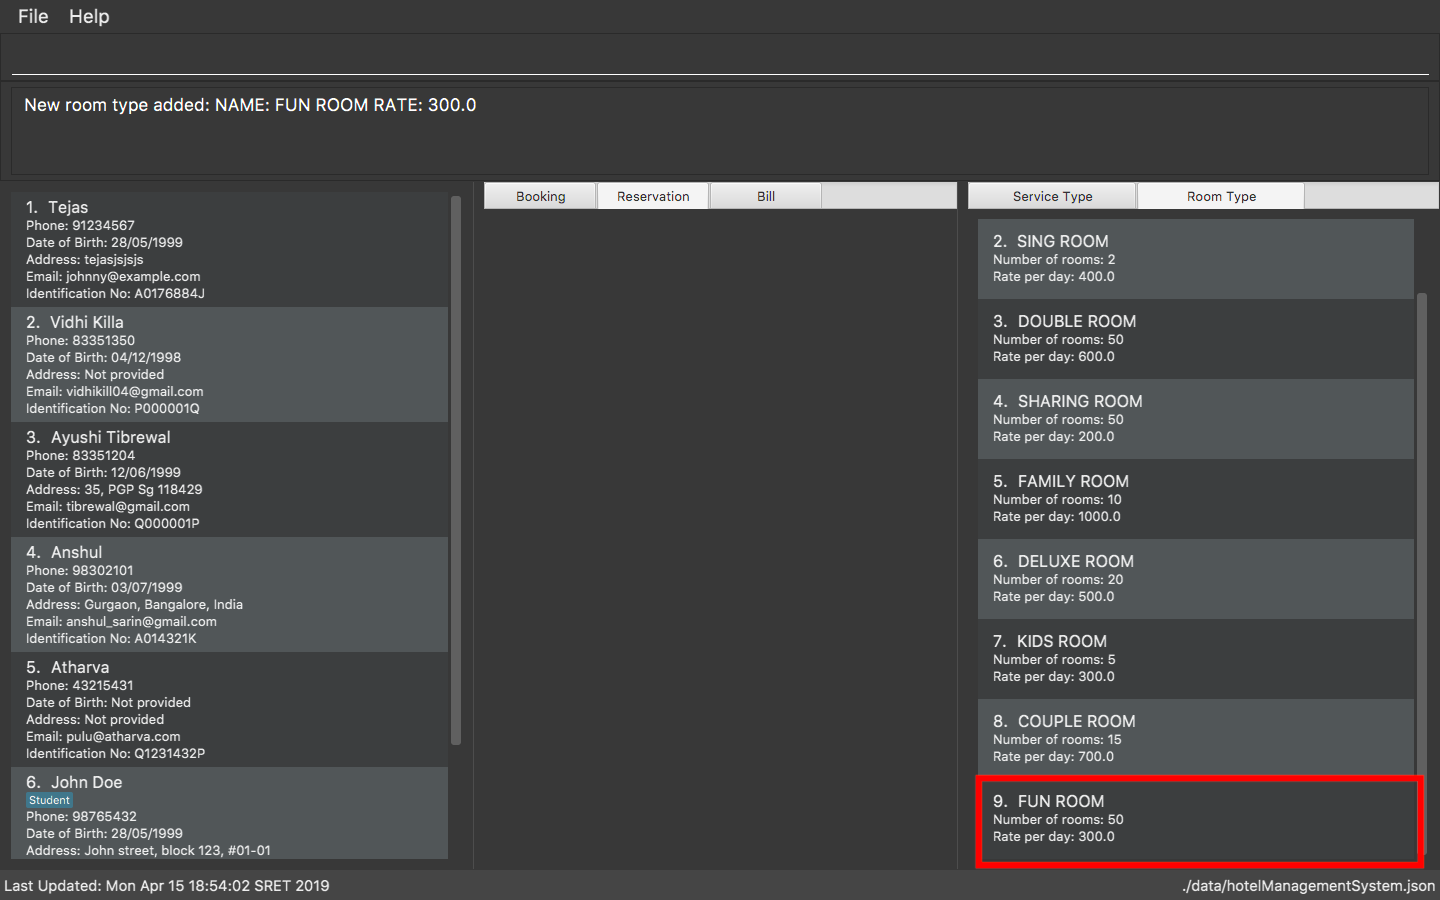 File Help
New room type added: NAME: FUN ROOM RATE: 300.0
1. Tejas
Phone: 91234567
Date of Birth: 28/05/1999
Address: tejasjsjsjs
Email: johnny@example.com
Identification No: A0176884J
2. Vidhi Killa
Phone: 83351350
Date of Birth: 04/12/1998
Address: Not provided
Email: vidhikill04@gmail.com
Identification No: P000001Q
3. Ayushi Tibrewal
Phone: 83351204
Date of Birth: 12/06/1999
Address: 35, PGP Sg 118429
Email: tibrewal@gmail.com
Identification No: Q000001P
4. Anshul
Phone: 98302101
Date of Birth: 03/07/1999
Address: Gurgaon, Bangalore, India
Email: anshul_sarin@gmail.com
Identification No: A014321K
5. Atharva
Phone: 43215431
Date of Birth: Not provided
Address: Not provided
Email: pulu@atharva.com
Identification No: Q1231432P
6. John Doe
Student
Phone: 98765432
Date of Birth: 28/05/1999
Address: John street, block 123, #01-01
Booking Reservation Bill
Service Type Room Type
2. SING ROOM
Number of rooms: 2
Rate per day: 400.0
3. DOUBLE ROOM
Number of rooms: 50
Rate per day: 600.0
4. SHARING ROOM
Number of rooms: 50
Rate per day: 200.0
5. FAMILY ROOM
Number of rooms: 10
Rate per day: 1000.0
6. DELUXE ROOM
Number of rooms: 20
Rate per day: 500.0
7. KIDS ROOM
Number of rooms: 5
Rate per day: 300.0
8. COUPLE ROOM
Number of rooms: 15
Rate per day: 700.0
9. FUN ROOM
Number of rooms: 50
Rate per day: 300.0
Last Updated: Mon Apr 15 18:54:02 SRET 2019
./data/hotelManagementSystem.json